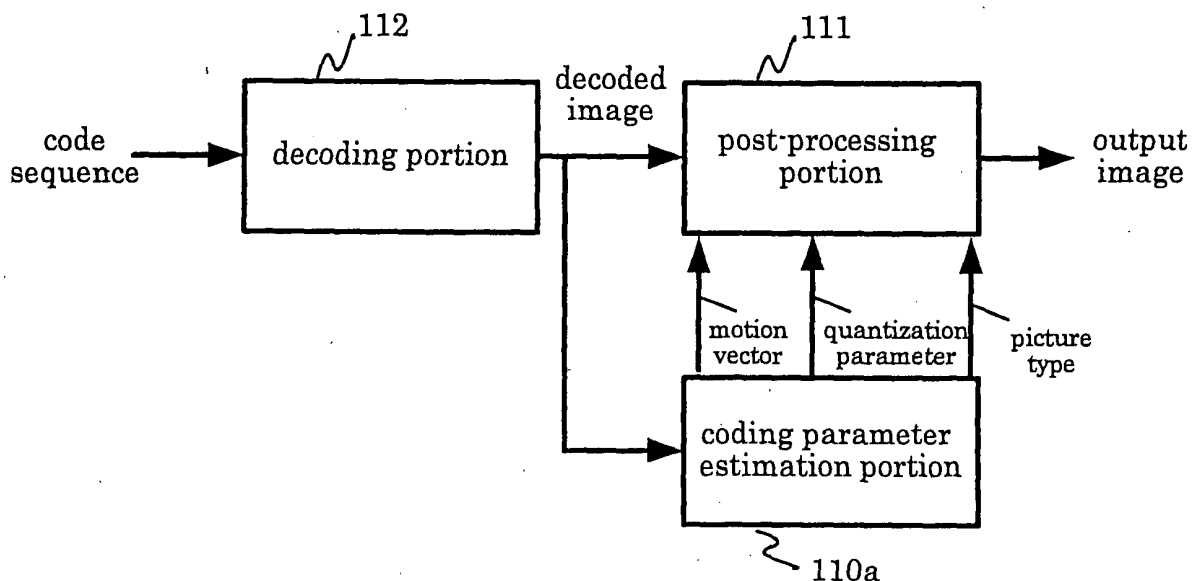 112
111
code
sequence
decoding portion
decoded
image
post-processing
portion
output
image
motion
vector
quantization
parameter
picture
type
coding parameter
estimation portion
110a